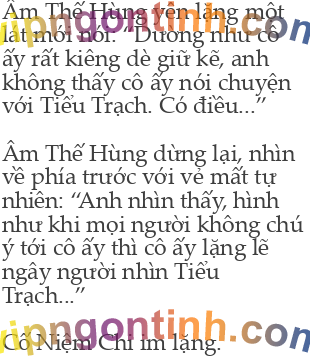 Âm Thế Hùng yên lặng một
lát mới nói: “Dường như cô
ấy rất kiêng dè giữ kẽ, anh
không thấy cô ấy nói chuyện
với Tiểu Trạch. Có điều...”
Âm Thế Hùng dừng lại, nhìn
về phía trước với vẻ mất tự
nhiên: “Anh nhìn thấy, hình
như khi mọi người không chú
ý tới cô ấy thì cô ấy lặng lẽ
ngây người nhìn Tiểu
Trạch...”
Cô Niệm Chi im lặng.
vipngontinh.com
vipngontinh.com